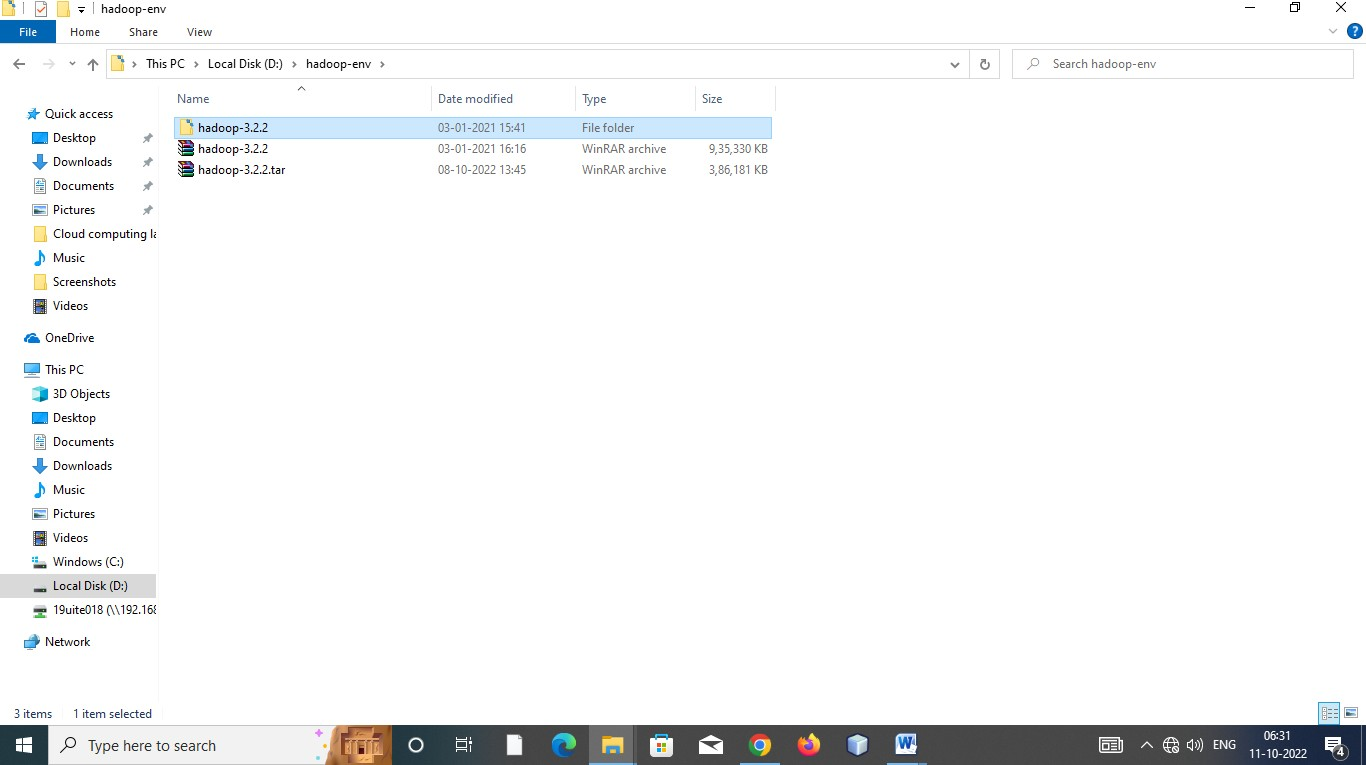 hadoop-env
File Home Share View
This PC Local Disk (D:) hadoop-env
Search hadoop-env
Name Date modified Type Size
hadoop-3.2.2 03-01-2021 15:41 File folder
hadoop-3.2.2 03-01-2021 16:16 WinRAR archive 9,35,330 KB
hadoop-3.2.2.tar 08-10-2022 13:45 WinRAR archive 3,86,181 KB
Quick access
Desktop
Downloads
Documents
Pictures
Cloud computing la
Music
Screenshots
Videos
OneDrive
This PC
3D Objects
Desktop
Documents
Downloads
Music
Pictures
Videos
Windows (C:)
Local Disk (D:)
19uite018 (\\192.168
Network
3 items 1 item selected
Type here to search
ENG
06:31
11-10-2022
4